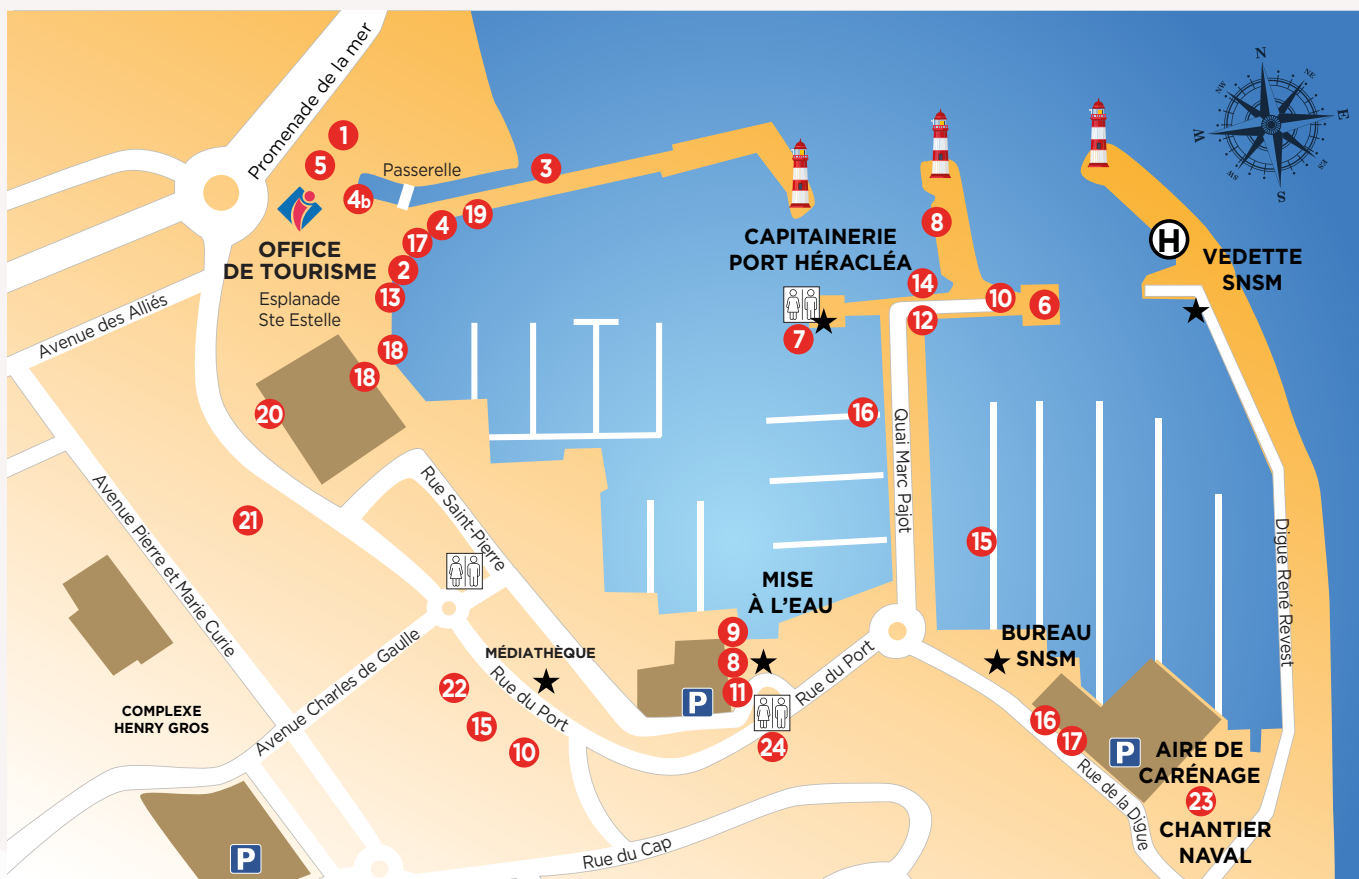 Promenade de la mer
1
5
Passerelle
4b
3
4
19
17
OFFICE
DE TOURISME
2
13
Esplanade
Ste Estelle
Avenue des Alliés
18
18
20
21
Avenue Pierre et Marie Curie
Rue Saint-Pierre
COMPLEXE
HENRY GROS
Avenue Charles de Gaulle
MÉDIATHÈQUE
22
15
10
Rue du Port
P
Rue du Cap
CAPITAINERIE
PORT HÉRACLÉA
7
8
14
12
10
6
16
Quai Marc Pajot
15
MISE
À L'EAU
9
8
11
P
24
Rue du Port
BUREAU
SNSM
16
17
P
Rue de la Digue
AIRE DE
CARÉNAGE
23
CHANTIER
NAVAL
H
VEDETTE
SNSM
Digue René Revest
N
NE
E
ES
S
SW
W
NW